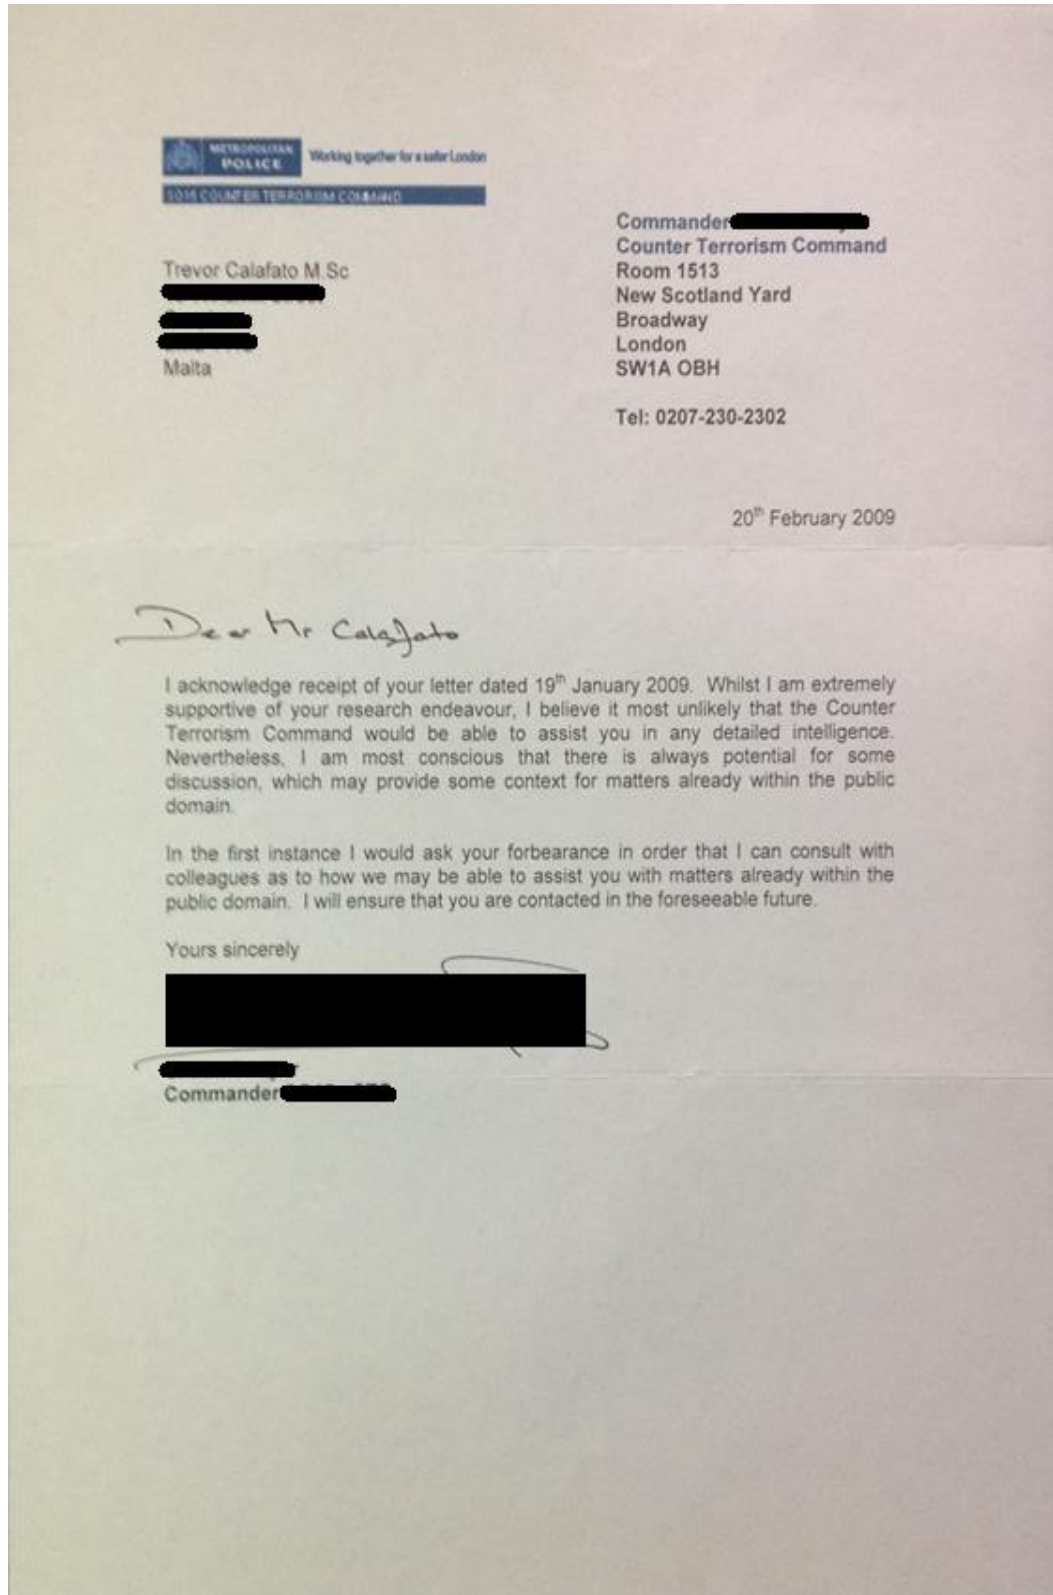 METROPOLITAN
POLICE
Working together for a safer London
SO15 COUNTER TERRORISM COMMAND
Commander
Counter Terrorism Command
Room 1513
New Scotland Yard
Broadway
London
SW1A OBH
Tel: 0207-230-2302
Trevor Calafato M.Sc
Malta
20th February 2009
Dear Mr Calafato
I acknowledge receipt of your letter dated 19th January 2009. Whilst I am extremely
supportive of your research endeavour, I believe it most unlikely that the Counter
Terrorism Command would be able to assist you in any detailed intelligence.
Nevertheless, I am most conscious that there is always potential for some
discussion, which may provide some context for matters already within the public
domain.
In the first instance I would ask your forbearance in order that I can consult with
colleagues as to how we may be able to assist you with matters already within the
public domain. I will ensure that you are contacted in the foreseeable future.
Yours sincerely
Commander